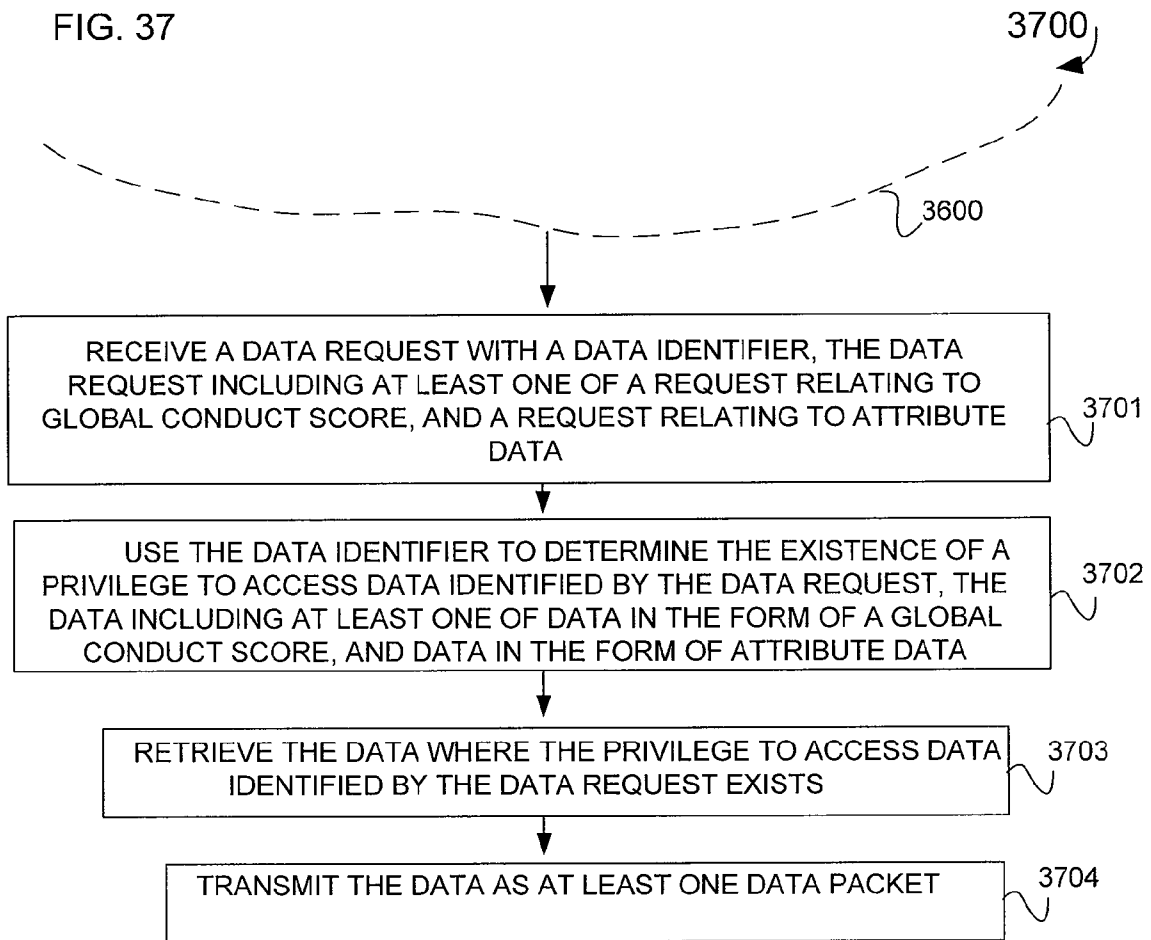 FIG. 37
3700
3600
RECEIVE A DATA REQUEST WITH A DATA IDENTIFIER, THE DATA
REQUEST INCLUDING AT LEAST ONE OF A REQUEST RELATING TO
GLOBAL CONDUCT SCORE, AND A REQUEST RELATING TO ATTRIBUTE
DATA
3701
USE THE DATA IDENTIFIER TO DETERMINE THE EXISTENCE OF A
PRIVILEGE TO ACCESS DATA IDENTIFIED BY THE DATA REQUEST, THE
DATA INCLUDING AT LEAST ONE OF DATA IN THE FORM OF A GLOBAL
CONDUCT SCORE, AND DATA IN THE FORM OF ATTRIBUTE DATA
3702
RETRIEVE THE DATA WHERE THE PRIVILEGE TO ACCESS DATA
IDENTIFIED BY THE DATA REQUEST EXISTS
3703
TRANSMIT THE DATA AS AT LEAST ONE DATA PACKET
3704